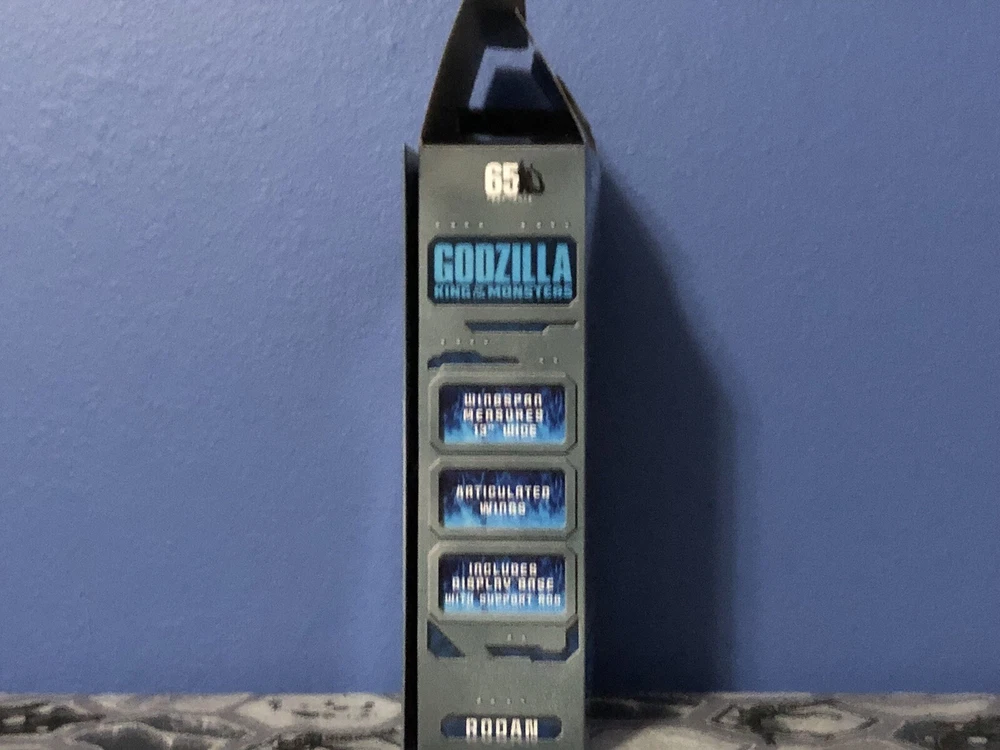 65
GODZILLA
KING OF THE MONSTERS
WINGSPAN
MEASURES
13" WIDE
ARTICULATED
WINGS
INCLUDES
DISPLAY BASE
WITH SUPPORT ROD
RODAN